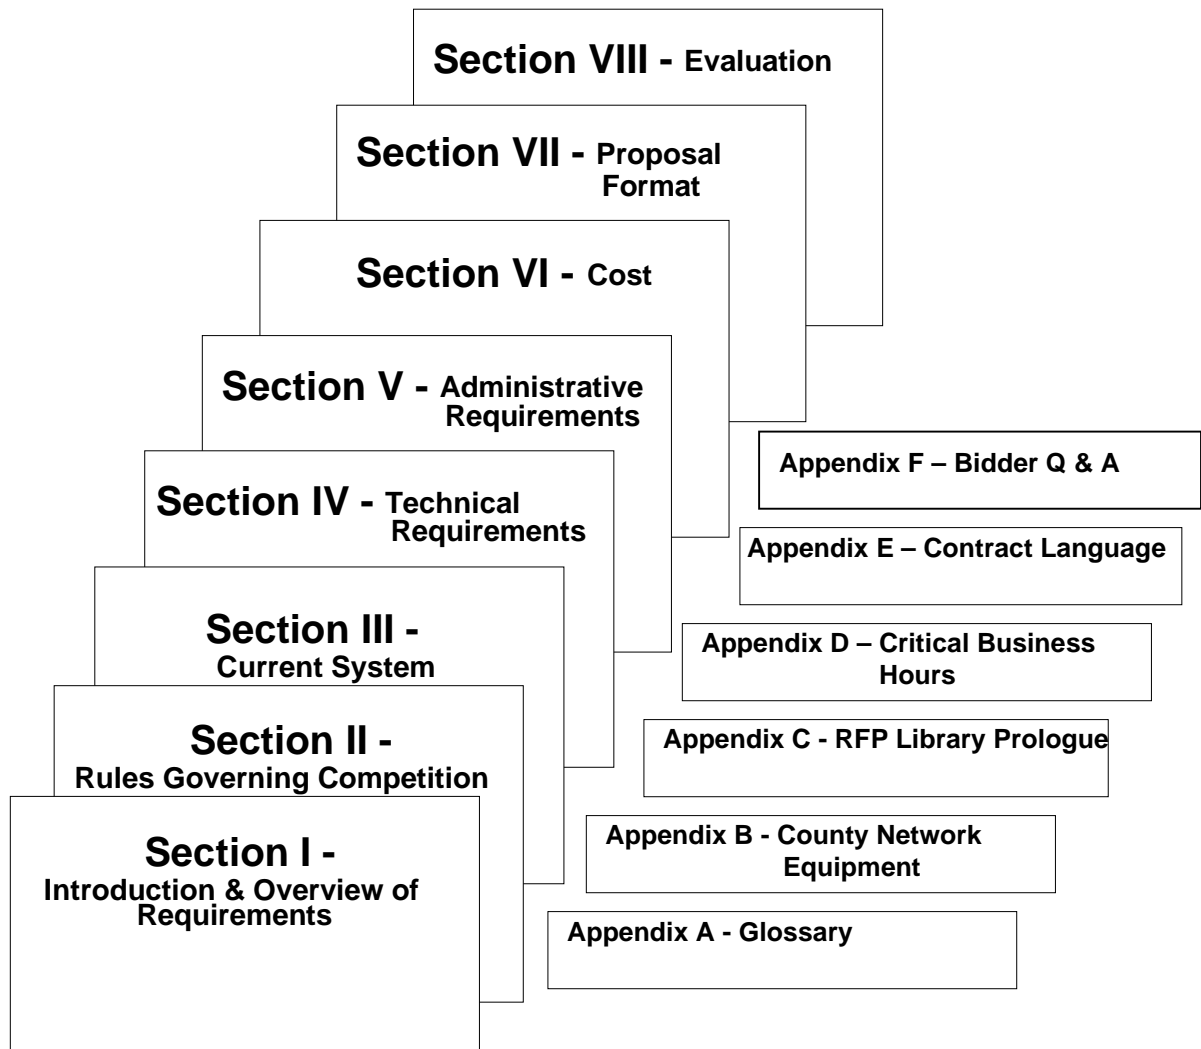 Section VIII - Evaluation
Section VII - Proposal
Format
Section VI - Cost
Section V - Administrative
Requirements
Section IV - Technical
Requirements
Section III -
Current System
Section II -
Rules Governing Competition
Section I -
Introduction & Overview of
Requirements
Appendix F – Bidder Q & A
Appendix E – Contract Language
Appendix D – Critical Business
Hours
Appendix C - RFP Library Prologue
Appendix B - County Network
Equipment
Appendix A - Glossary